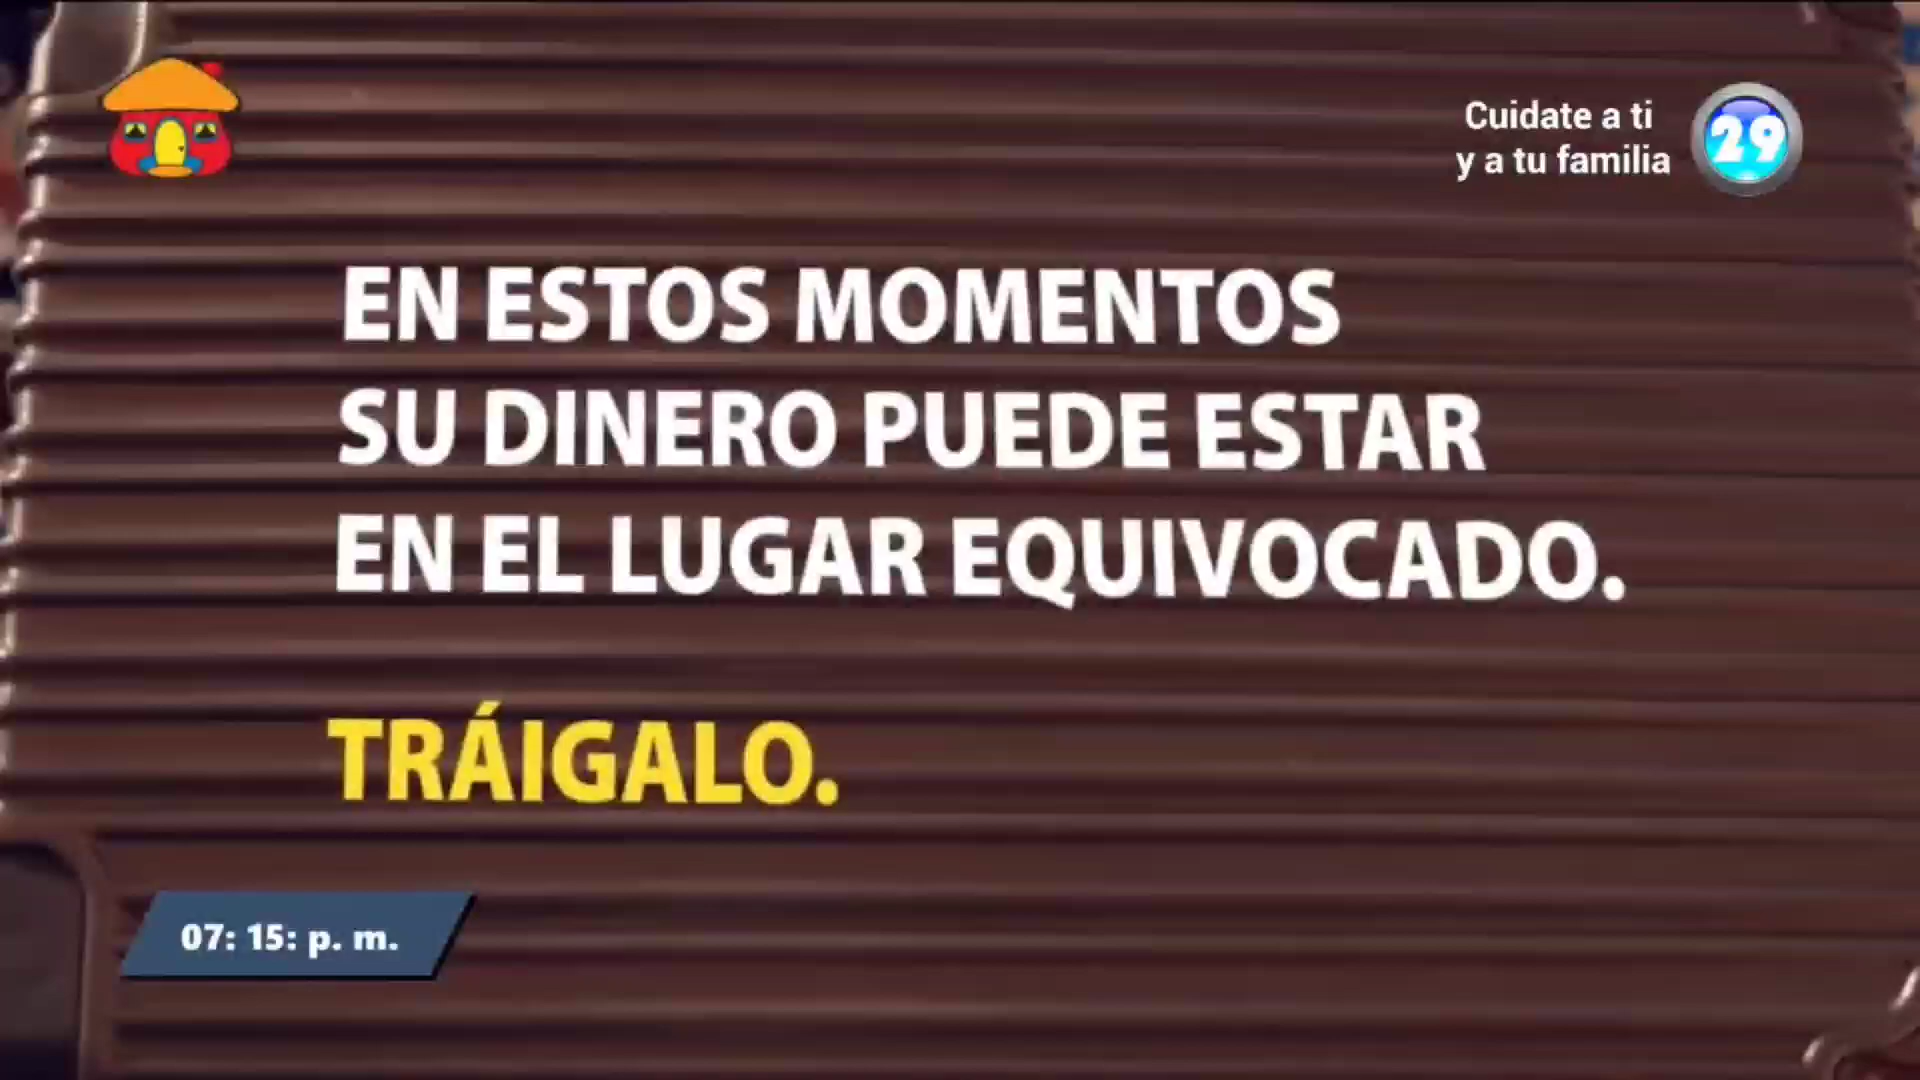 Cuidate a ti
y a tu familia
29
EN ESTOS MOMENTOS
SU DINERO PUEDE ESTAR
EN EL LUGAR EQUIVOCADO.
TRÁIGALO.
07: 15: p. m.